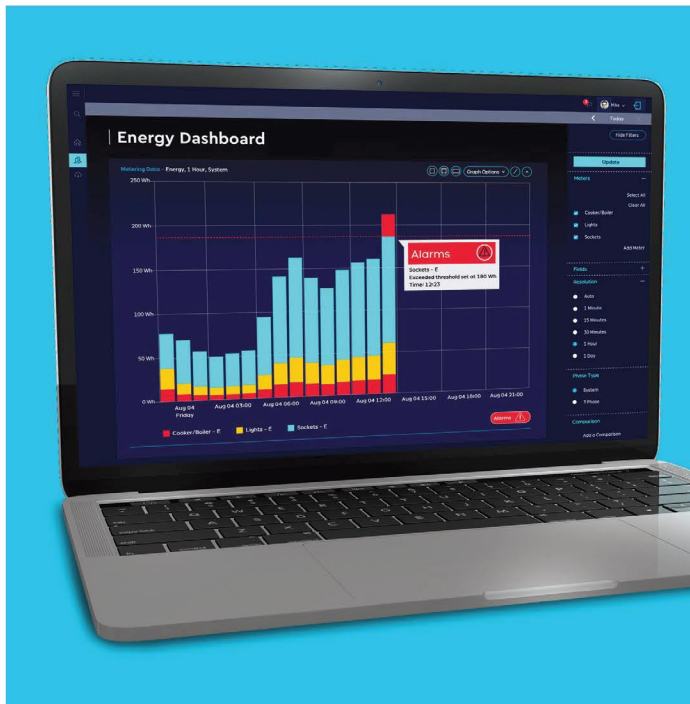 Mike
Today
Hide Filters
Energy Dashboard
Update
Metering Data - Energy, 1 Hour, System
Graph Options
Meters
Select All
Clear All
Cooker/Boiler
Lights
Sockets
Add Meter
Fields
Resolution
Auto
1 Minute
15 Minutes
30 Minutes
1 Hour
1 Day
Phase Type
System
3 Phase
Comparison
Add a Comparison
250 Wh
200 Wh
150 Wh
100 Wh
50 Wh
0 Wh
Alarms
Sockets - E
Exceeded threshold set at 180 Wh
Time: 12:23
Aug 04 Friday
Aug 04 03:00
Aug 04 06:00
Aug 04 09:00
Aug 04 12:00
Aug 04 15:00
Aug 04 18:00
Aug 04 21:00
Cooker/Boiler - E
Lights - E
Sockets - E
Alarms